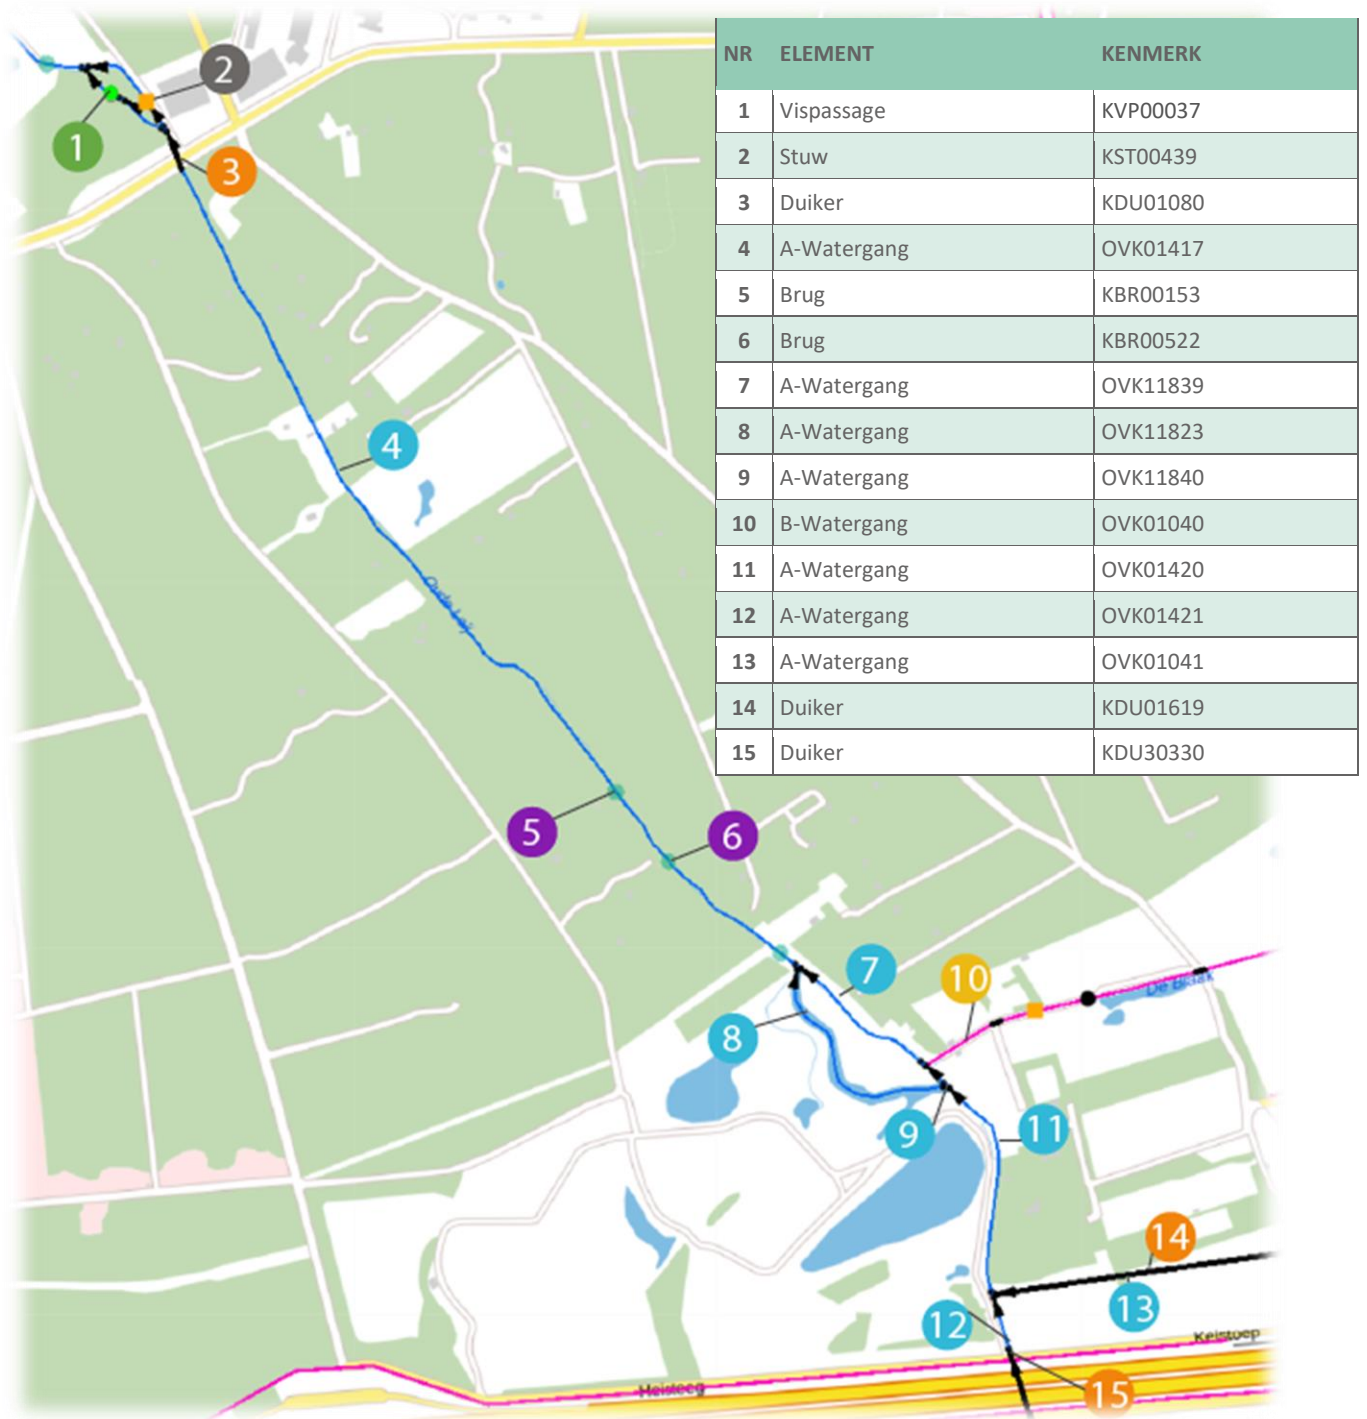 NR ELEMENT KENMERK
1 Vispassage KVP00037
2 Stuw KST00439
3 Duiker KDU01080
4 A-Watergang OVK01417
5 Brug KBR00153
6 Brug KBR00522
7 A-Watergang OVK11839
8 A-Watergang OVK11823
9 A-Watergang OVK11840
10 B-Watergang OVK01040
11 A-Watergang OVK01420
12 A-Watergang OVK01421
13 A-Watergang OVK01041
14 Duiker KDU01619
15 Duiker KDU30330
2
1
3
4
Oude Leij
5
6
7
10
De Blaak
8
9
11
14
13
12
Keistoep
Heisteeg
15